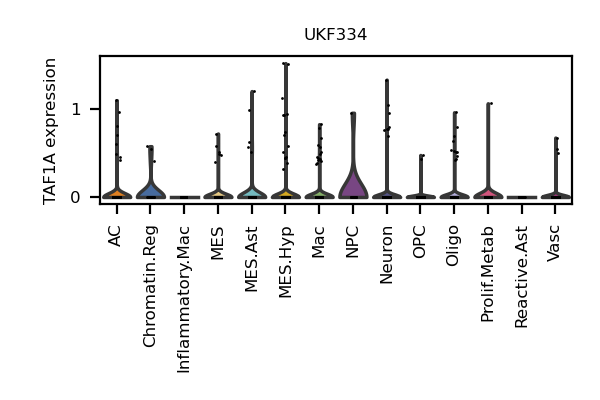 UKF334
TAF1A expression
1
0
AC
Chromatin.Reg
Inflammatory.Mac
MES
MES.Ast
MES.Hyp
Mac
NPC
Neuron
OPC
Oligo
Prolif.Metab
Reactive.Ast
Vasc